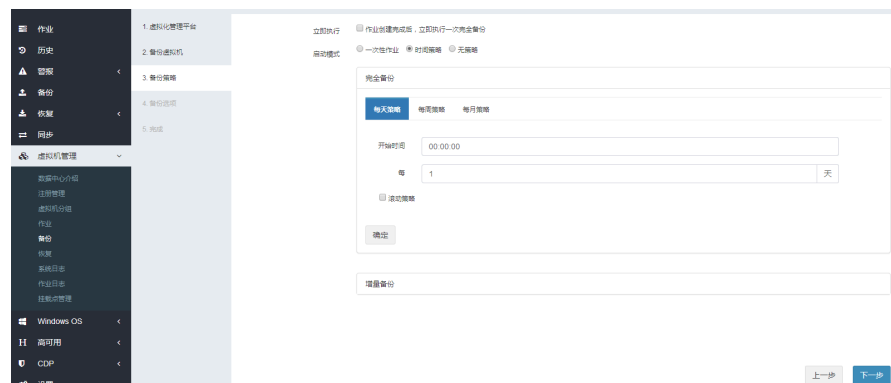 作业
历史
警报
备份
恢复
同步
虚拟机管理
数据中心介绍
注册管理
虚拟机分组
作业
备份
恢复
系统日志
作业日志
挂载点管理
Windows OS
高可用
CDP
1. 虚拟化管理平台
2. 备份虚拟机
3. 备份策略
4. 备份选项
5. 完成
立即执行 作业创建完成后，立即执行一次完全备份
启动模式 一次性作业 时间策略 无策略
完全备份
每天策略 每周策略 每月策略
开始时间 00:00:00
每 1 天
滚动策略
确定
增量备份
上一步 下一步